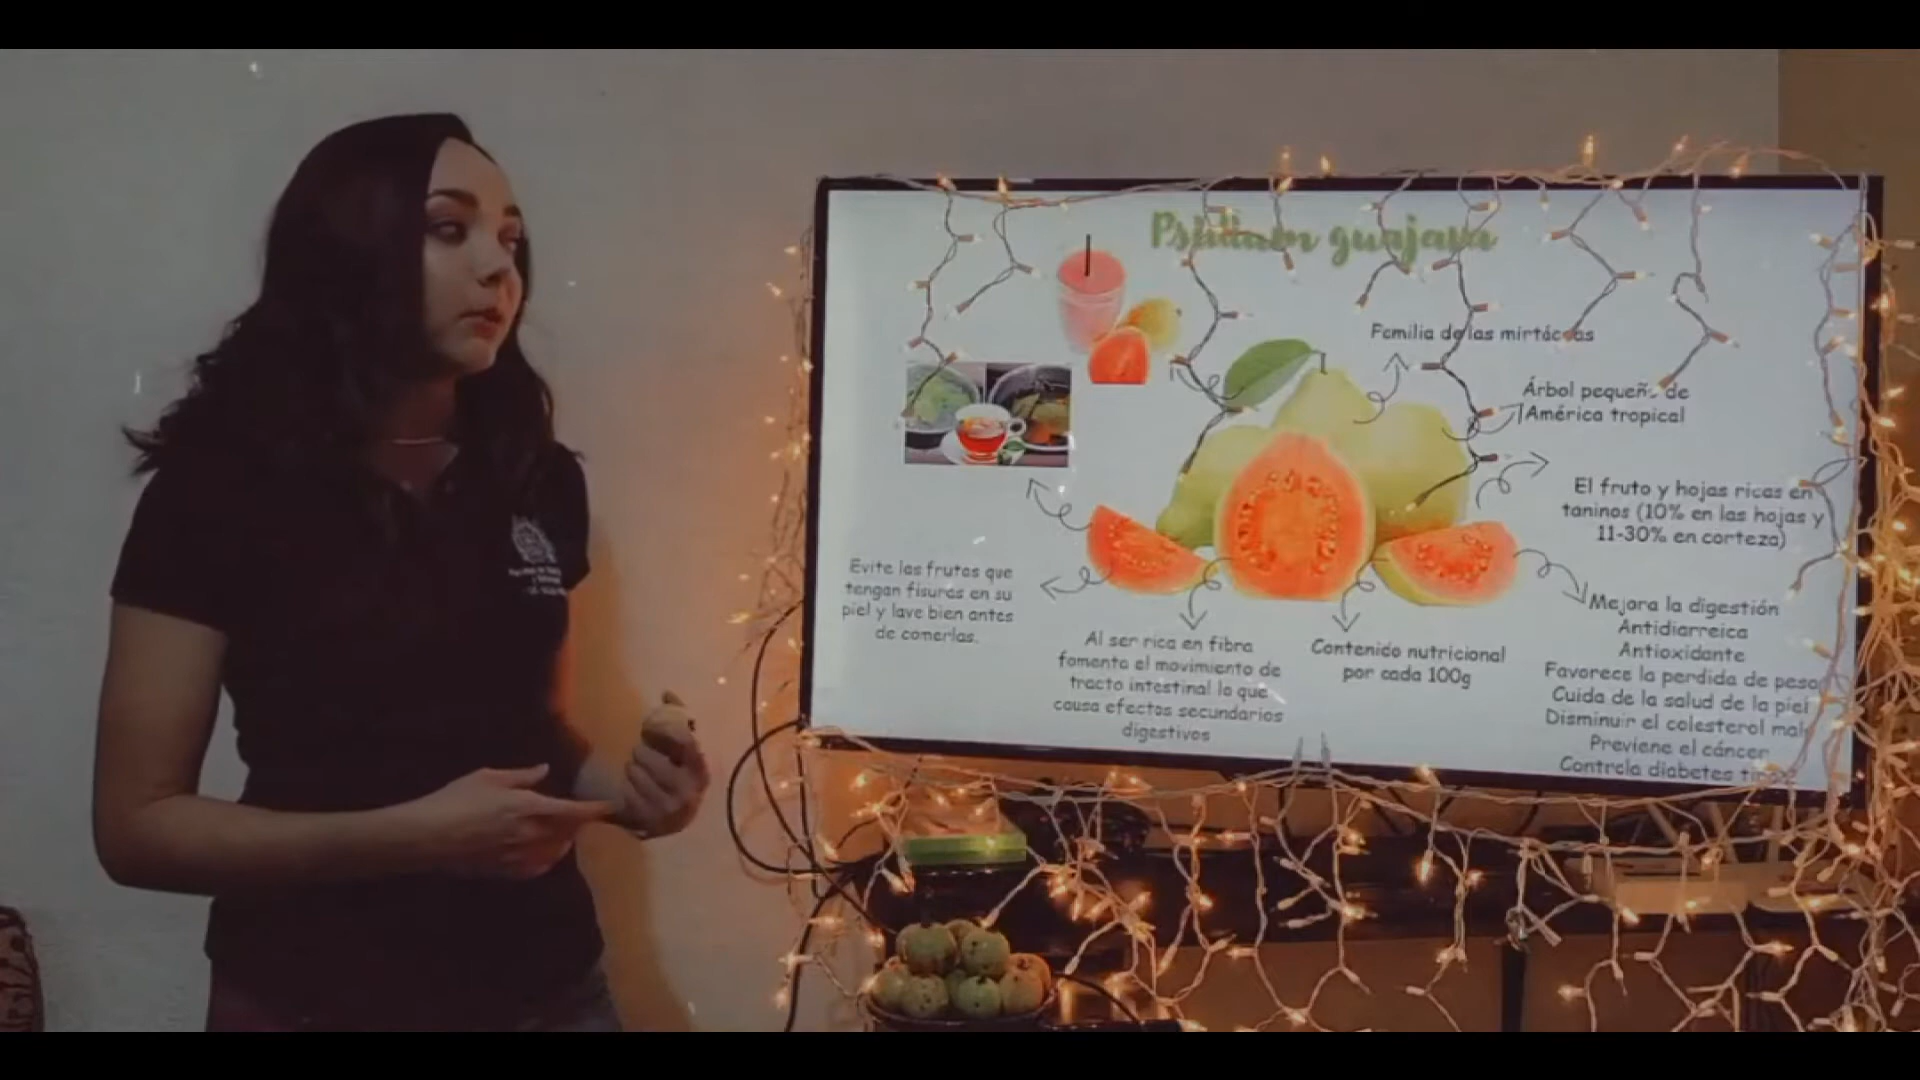 Psidium guajava
Familia de las mirtáceas
Árbol pequeño de
América tropical
El fruto y hojas ricas en
taninos (10% en las hojas y
11-30% en corteza)
Evite las frutas que
tengan fisuras en su
piel y lave bien antes
de comerlas.
Al ser rica en fibra
fomenta el movimiento de
tracto intestinal lo que
causa efectos secundarios
digestivos
Contenido nutricional
por cada 100g
Mejora la digestión
Antidiarreica
Antioxidante
Favorece la perdida de peso
Cuida de la salud de la piel
Disminuir el colesterol malo
Previene el cáncer
Controla diabetes tipo